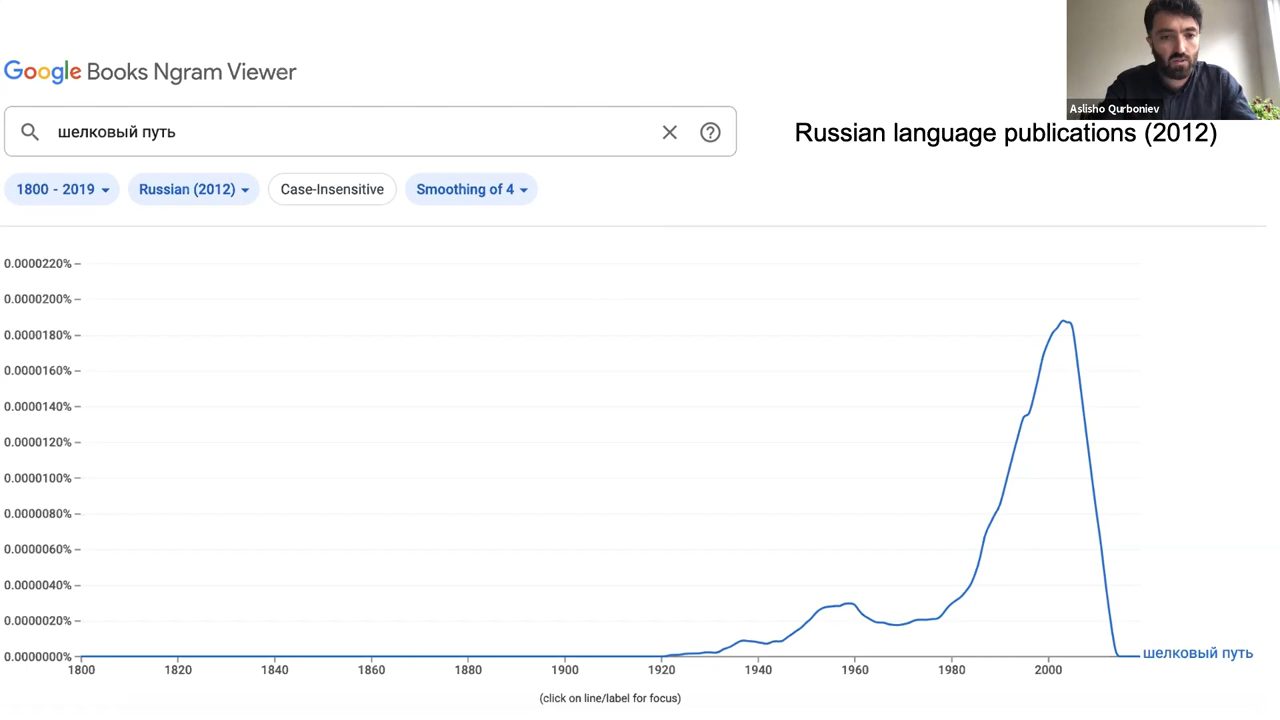 Google Books Ngram Viewer
Aslisho Qurboniev
шелковый путь
Russian language publications (2012)
1800 - 2019
Russian (2012)
Case-Insensitive
Smoothing of 4
0.0000220%
0.0000200%
0.0000180%
0.0000160%
0.0000140%
0.0000120%
0.0000100%
0.0000080%
0.0000060%
0.0000040%
0.0000020%
0.0000000%
шелковый путь
1800 1820 1840 1860 1880 1900 1920 1940 1960 1980 2000
(click on line/label for focus)